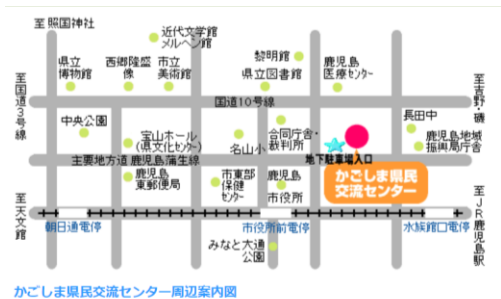 至 照国神社
近代文学館
メルヘン館
県立
博物館
西郷隆盛
像
市立
美術館
黎明館
県立図書館
鹿児島
医療センター
至国道3号線
国道10号線
至吉野・磯
中央公園
宝山ホール
(県文化センター)
名山小
合同庁舎・
裁判所
地下駐車場入口
長田中
鹿児島地域
振興局庁舎
主要地方道 鹿児島蒲生線
かごしま県民
交流センター
鹿児島
東郵便局
市東部
保健
センター
鹿児島
市役所
至天文館
至JR鹿児島駅
朝日通電停
市役所前電停
水族館口電停
みなと大通
公園
かごしま県民交流センター周辺案内図